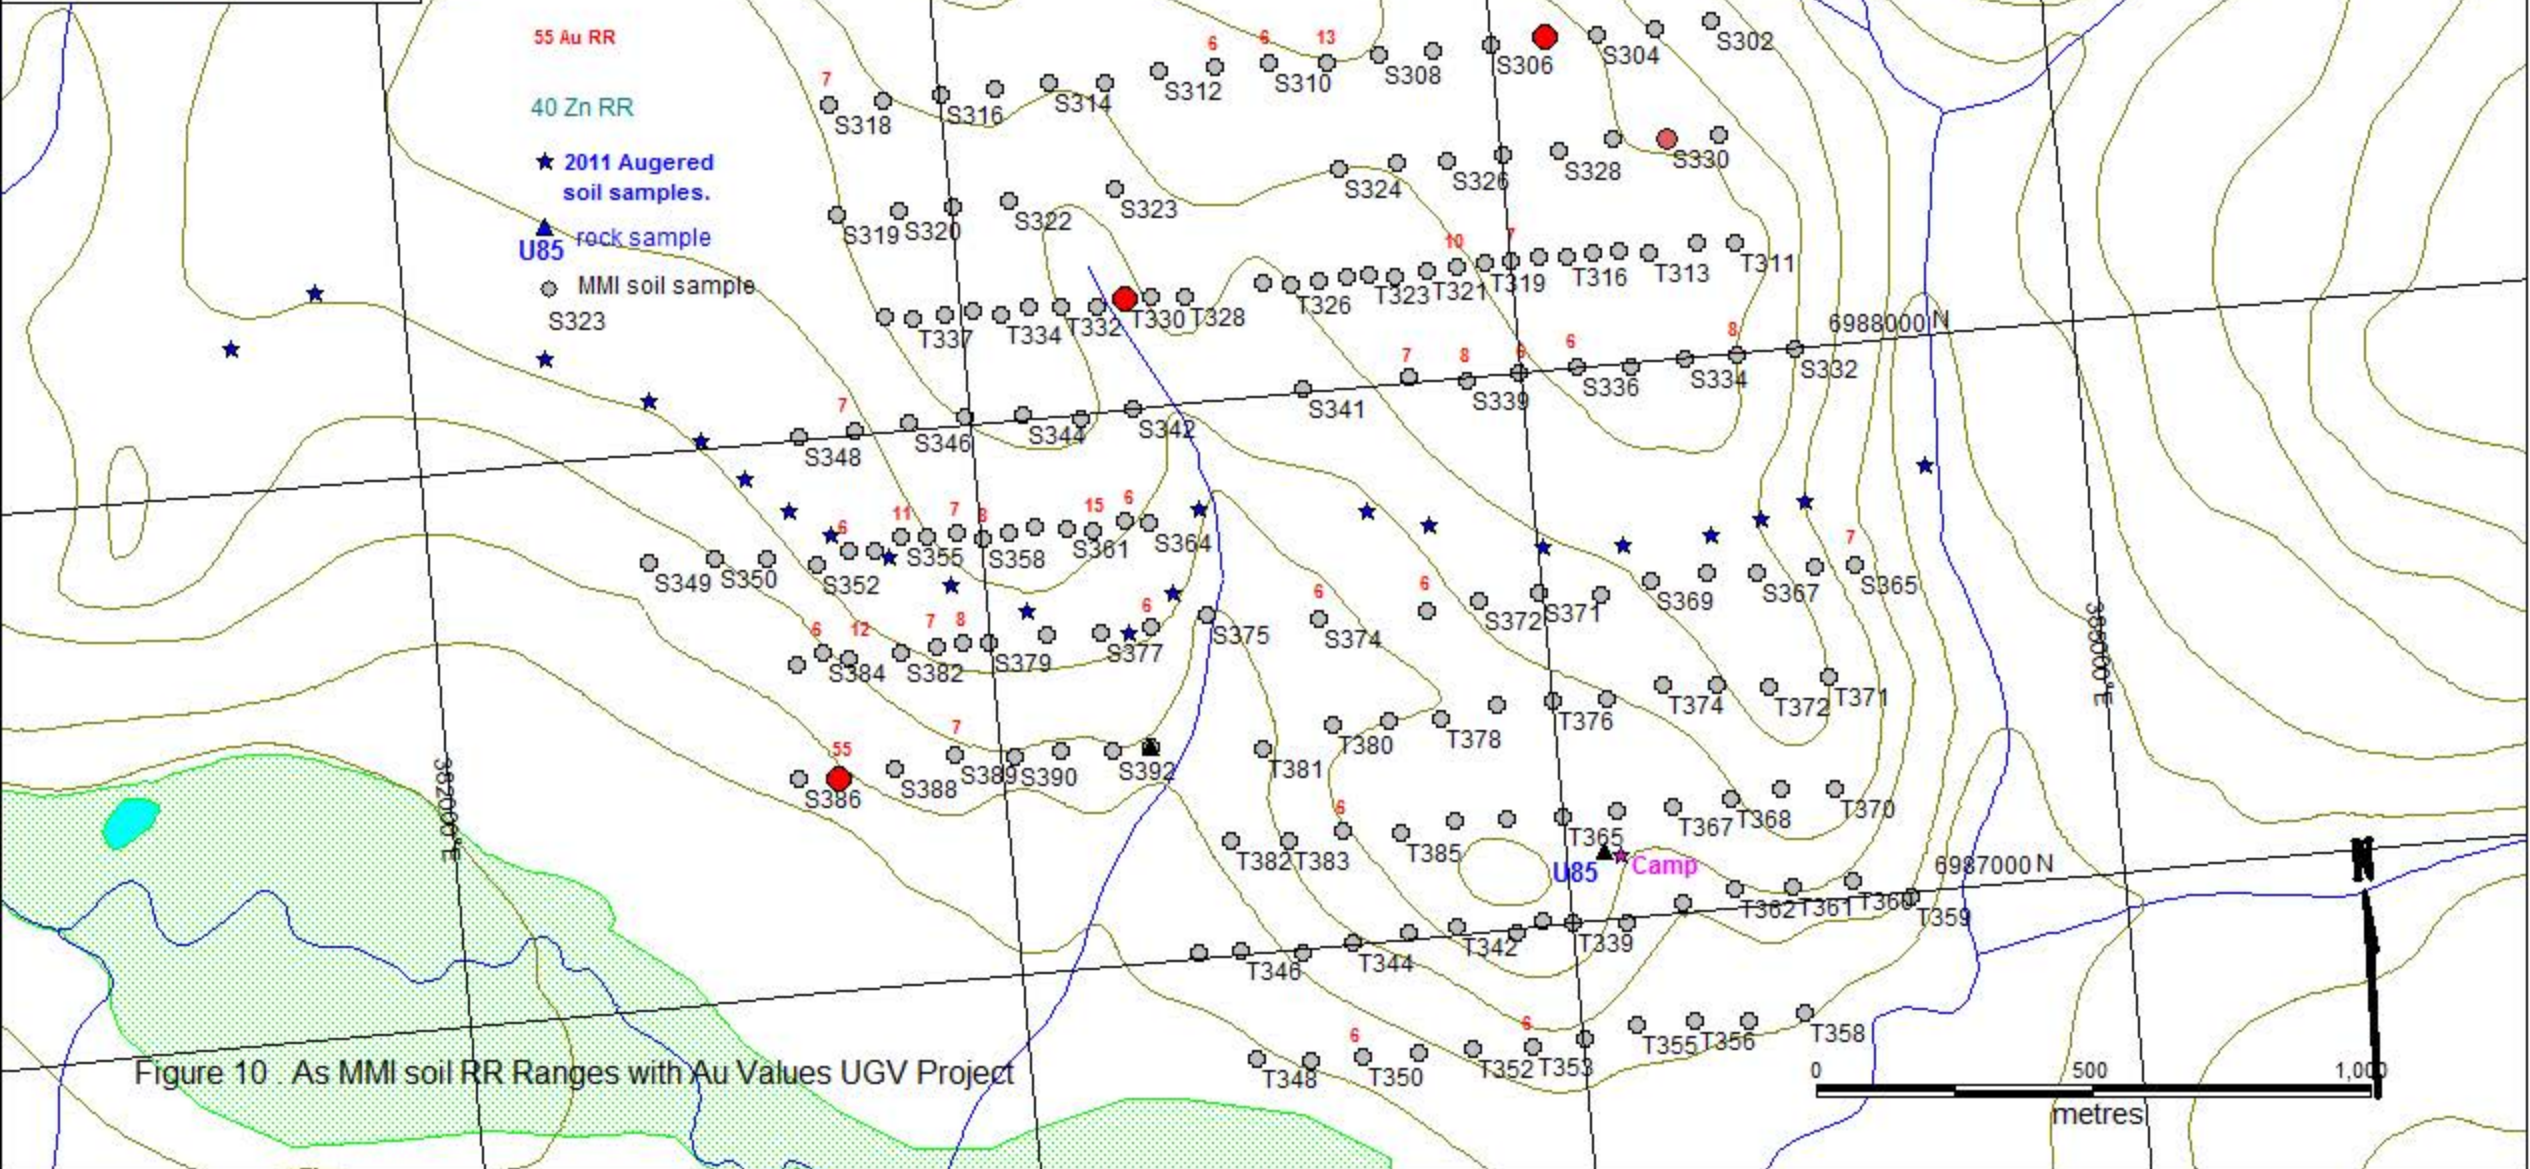 55 Au RR
6 6 13
S306 S304 S302
7
S318 S316 S314 S312 S310 S308
40 Zn RR
2011 Augered
soil samples.
S324 S326 S328 S330
U85 rock sample
S319 S320 S322 S323
10 7
MMI soil sample
S323
T337 T334 T332 T330 T328 T326 T323 T321 T319 T316 T313 T311
6988000 N
7 8 6 6 8
S348 S346 S344 S342 S341 S339 S336 S334 S332
7
6 11 7 8 15 6
S349 S350 S352 S355 S358 S361 S364
7
6 12 7 8 6 6 6
S384 S382 S379 S377 S375 S374 S372 S371 S369 S367 S365
383000°E
T381 T380 T378 T376 T374 T372 T371
55 7
S386 S388 S389 S390 S392
382000°E
6
T382 T383 T385 T365 T367 T368 T370
U85 Camp
6987000 N
N
T346 T344 T342 T339 T362 T361 T360 T359
6 6
T348 T350 T352 T353 T355 T356 T358
0 500 1,000
metres
Figure 10 . As MMI soil RR Ranges with Au Values UGV Project